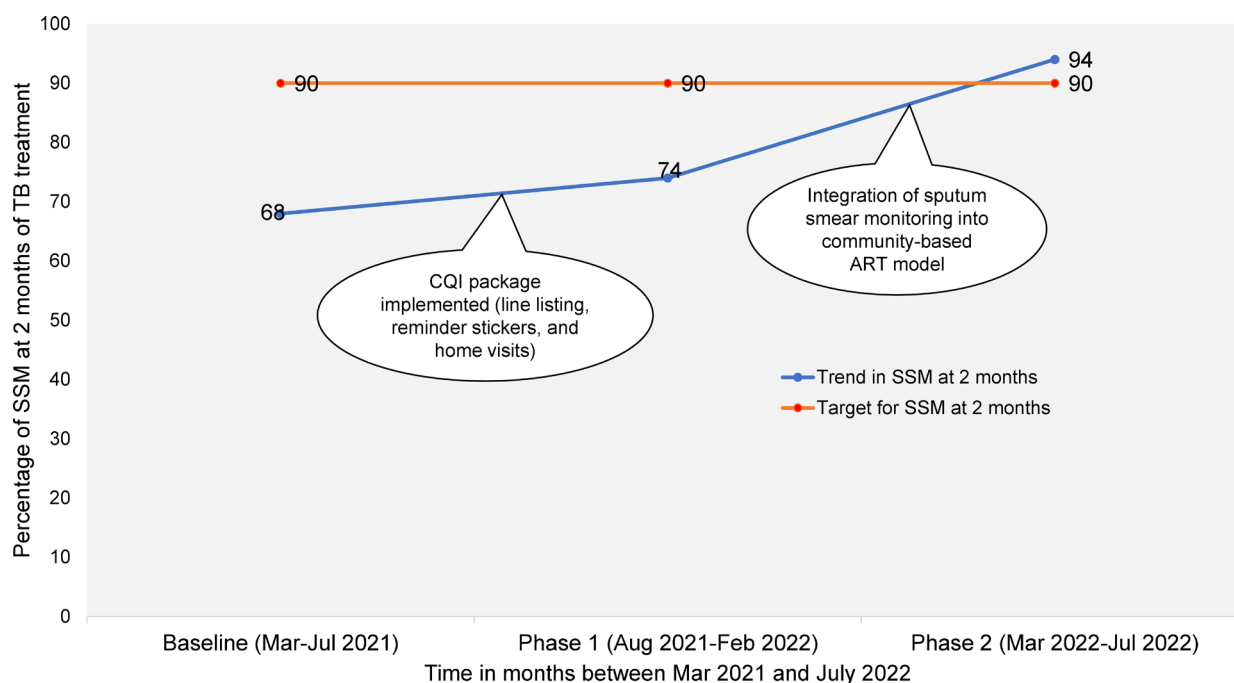 Percentage of SSM at 2 months of TB treatment
100
90
80
70
60
50
40
30
20
10
0
90
90
90
68
74
94
CQI package
implemented (line listing,
reminder stickers, and
home visits)
Integration of sputum
smear monitoring into
community-based
ART model
Trend in SSM at 2 months
Target for SSM at 2 months
Baseline (Mar-Jul 2021)
Phase 1 (Aug 2021-Feb 2022)
Phase 2 (Mar 2022-Jul 2022)
Time in months between Mar 2021 and July 2022